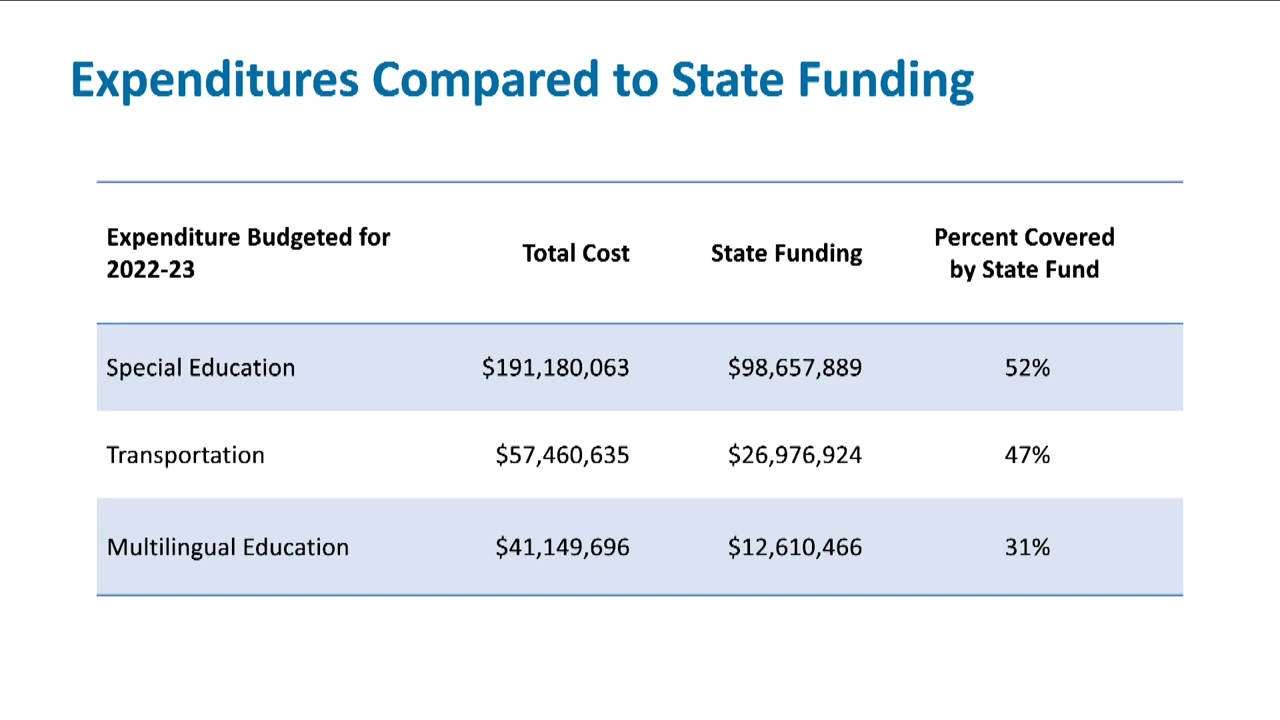 Expenditures Compared to State Funding
Expenditure Budgeted for
2022-23
Total Cost
State Funding
Percent Covered
by State Fund
Special Education $191,180,063 $98,657,889 52%
Transportation $57,460,635 $26,976,924 47%
Multilingual Education $41,149,696 $12,610,466 31%